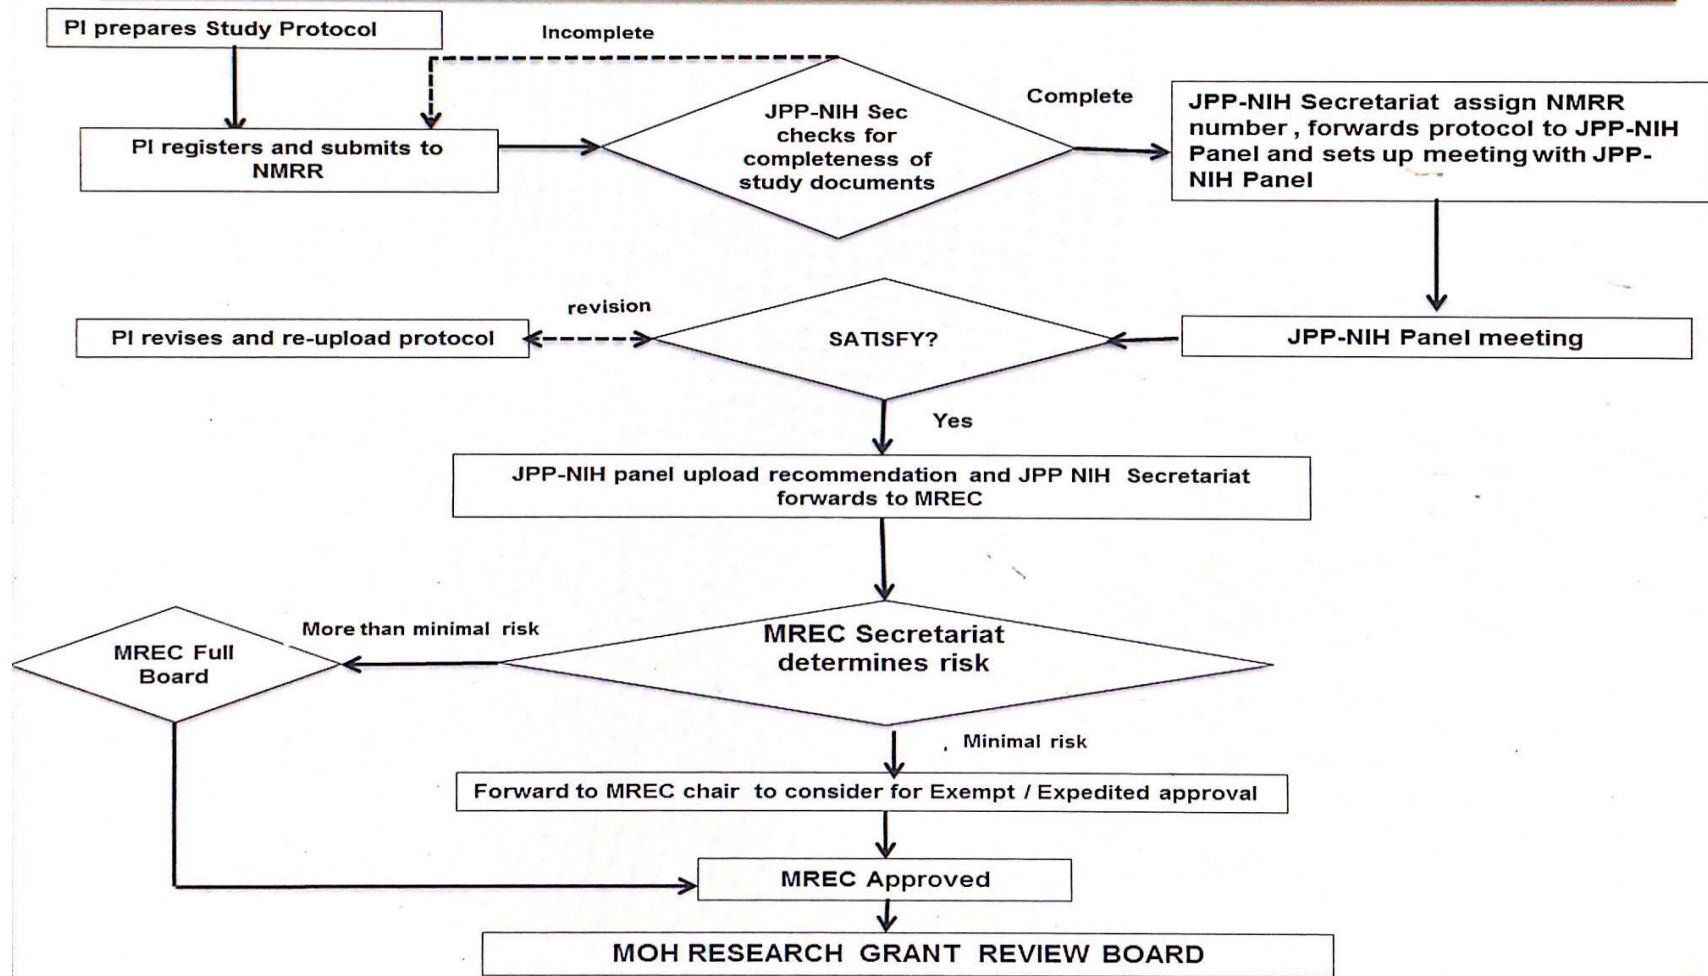 PI prepares Study Protocol
Incomplete
PI registers and submits to
NMRR
JPP-NIH Sec
checks for
completeness of
study documents
Complete
JPP-NIH Secretariat assign NMRR
number , forwards protocol to JPP-NIH
Panel and sets up meeting with JPP-
NIH Panel
JPP-NIH Panel meeting
SATISFY?
revision
PI revises and re-upload protocol
Yes
JPP-NIH panel upload recommendation and JPP NIH Secretariat
forwards to MREC
MREC Secretariat
determines risk
More than minimal risk
MREC Full
Board
Minimal risk
Forward to MREC chair to consider for Exempt / Expedited approval
MREC Approved
MOH RESEARCH GRANT REVIEW BOARD